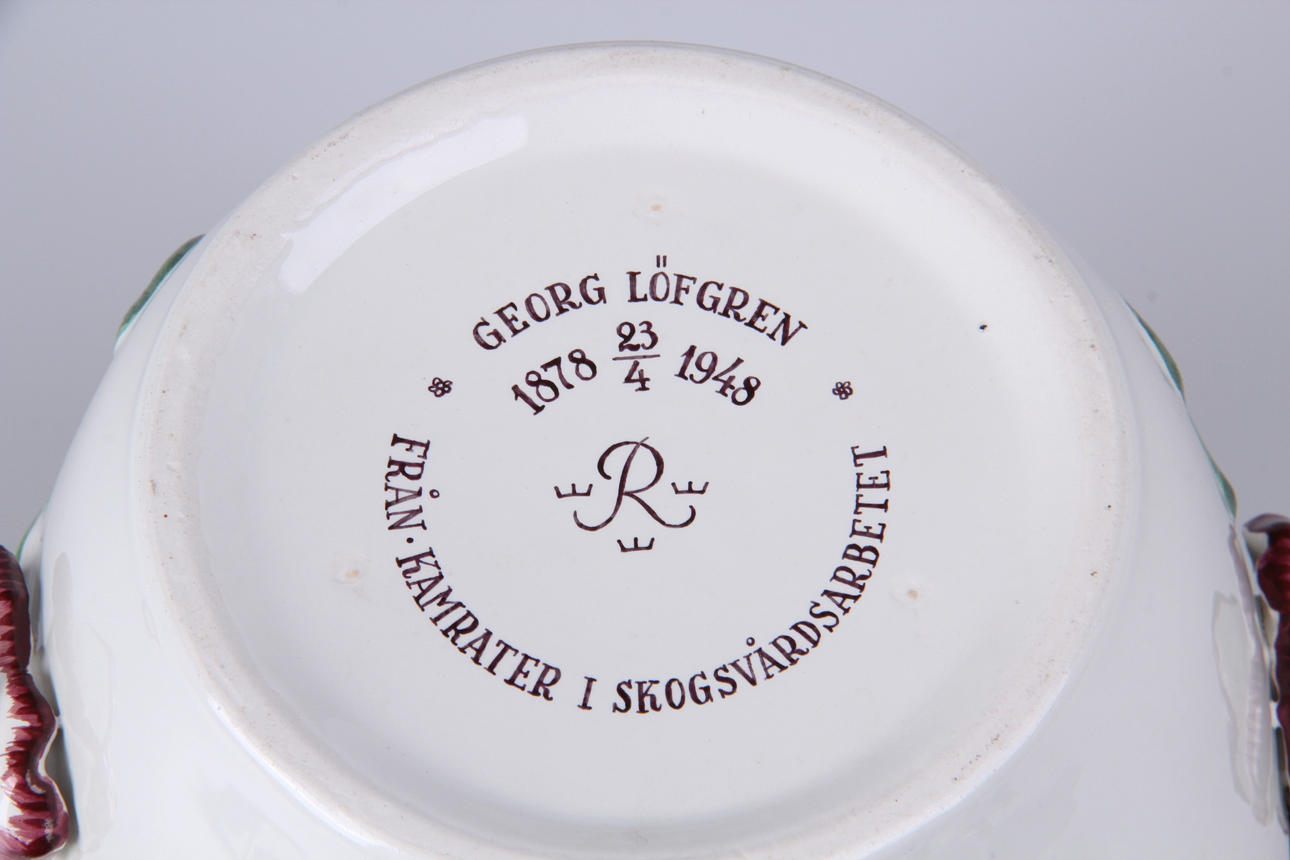 GEORG LÖFGREN
1878 23/4 1948
R
FRÅN · KAMRATER I SKOGSVÅRDSARBETET